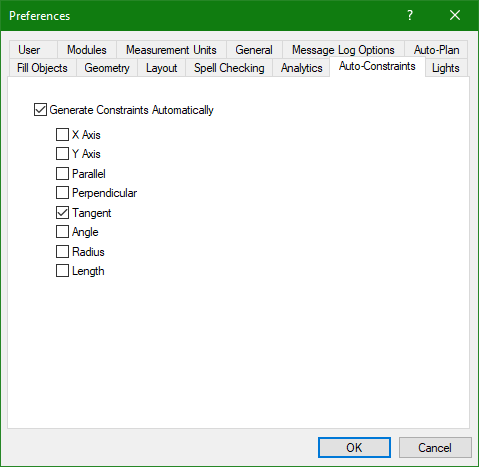 Preferences
User Modules Measurement Units General Message Log Options Auto-Plan
Fill Objects Geometry Layout Spell Checking Analytics Auto-Constraints Lights
Generate Constraints Automatically
X Axis
Y Axis
Parallel
Perpendicular
Tangent
Angle
Radius
Length
OK Cancel